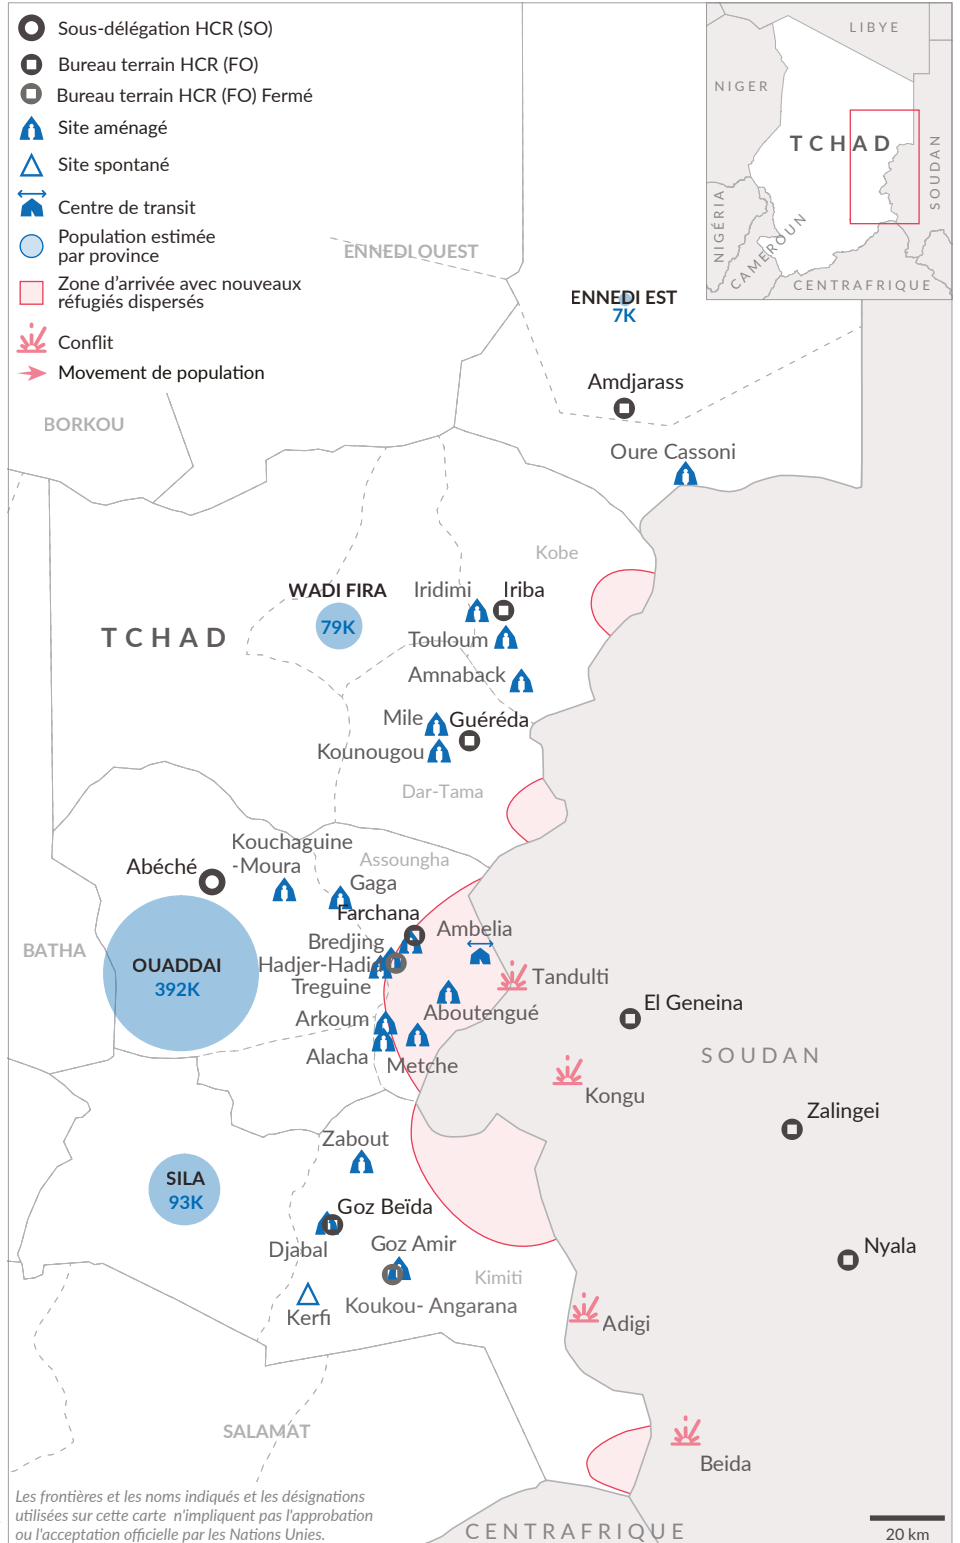 Sous-délégation HCR (SO)
Bureau terrain HCR (FO)
Bureau terrain HCR (FO) Fermé
Site aménagé
Site spontané
Centre de transit
Population estimée
par province
Zone d'arrivée avec nouveaux
réfugiés dispersés
Conflit
Movement de population
LIBYE
NIGER
TCHAD
SOUDAN
NIGÉRIA
CAMEROUN
CENTRAFRIQUE
ENNEDI OUEST
ENNEDI EST
7K
Amdjarass
BORKOU
Oure Cassoni
Kobe
WADI FIRA
79K
Iridimi
Iriba
TCHAD
Touloum
Amnaback
Mile
Guéréda
Kounougou
Dar-Tama
Kouchaguine
-Moura
Abéché
Assoungha
Gaga
Farchana
Ambelia
Bredjing
BATHA
OUADDAI
392K
Hadjer-Hadid
Treguine
Tandulti
Aboutengué
El Geneina
Arkoum
Alacha
Metche
SOUDAN
Kongu
Zalingei
Zabout
SILA
93K
Goz Beïda
Djabal
Goz Amir
Nyala
Kimiti
Koukou- Angarana
Kerfi
Adigi
SALAMAT
Beida
Les frontières et les noms indiqués et les désignations
utilisées sur cette carte n'impliquent pas l'approbation
ou l'acceptation officielle par les Nations Unies.
CENTRAFRIQUE
20 km